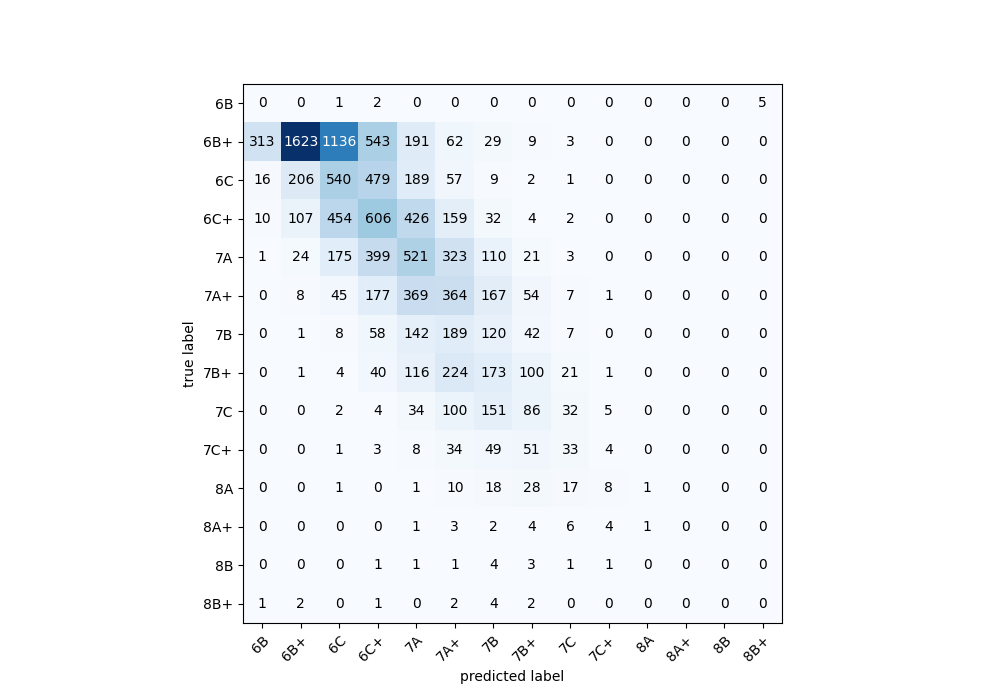 6B 0 0 1 2 0 0 0 0 0 0 0 0 0 5
6B+ 313 1623 1136 543 191 62 29 9 3 0 0 0 0 0
6C 16 206 540 479 189 57 9 2 1 0 0 0 0 0
6C+ 10 107 454 606 426 159 32 4 2 0 0 0 0 0
7A 1 24 175 399 521 323 110 21 3 0 0 0 0 0
7A+ 0 8 45 177 369 364 167 54 7 1 0 0 0 0
7B 0 1 8 58 142 189 120 42 7 0 0 0 0 0
7B+ 0 1 4 40 116 224 173 100 21 1 0 0 0 0
7C 0 0 2 4 34 100 151 86 32 5 0 0 0 0
7C+ 0 0 1 3 8 34 49 51 33 4 0 0 0 0
8A 0 0 1 0 1 10 18 28 17 8 1 0 0 0
8A+ 0 0 0 0 1 3 2 4 6 4 1 0 0 0
8B 0 0 0 1 1 1 4 3 1 1 0 0 0 0
8B+ 1 2 0 1 0 2 4 2 0 0 0 0 0 0
6B 6B+ 6C 6C+ 7A 7A+ 7B 7B+ 7C 7C+ 8A 8A+ 8B 8B+
predicted label
true label